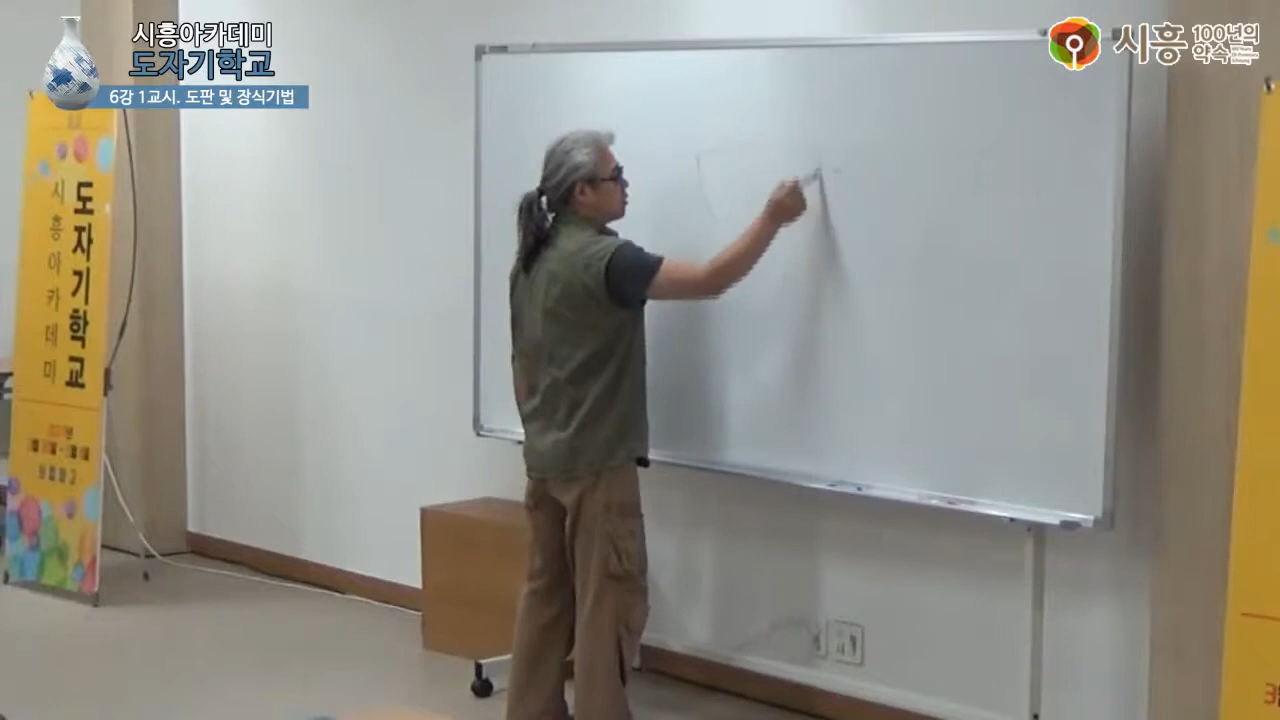 시흥아카데미
도자기학교
6강 1교시. 도판 및 장식기법
시흥
100년의
약속
도자기학교
시흥아카데미